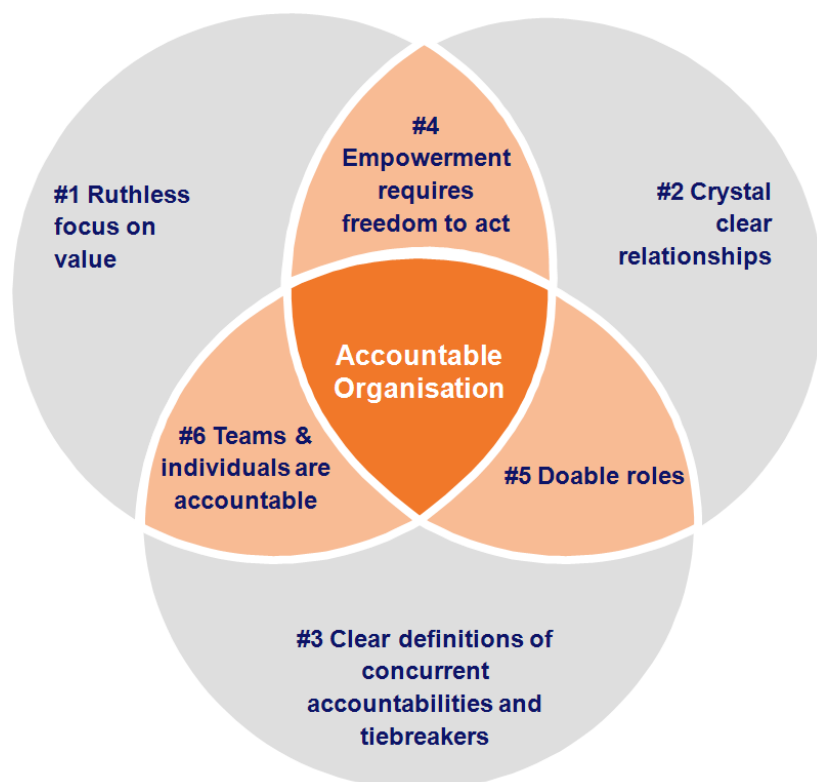 #4
Empowerment
requires
freedom to act
#1 Ruthless
focus on
value
#2 Crystal
clear
relationships
Accountable
Organisation
#6 Teams &
individuals are
accountable
#5 Doable roles
#3 Clear definitions of
concurrent
accountabilities and
tiebreakers